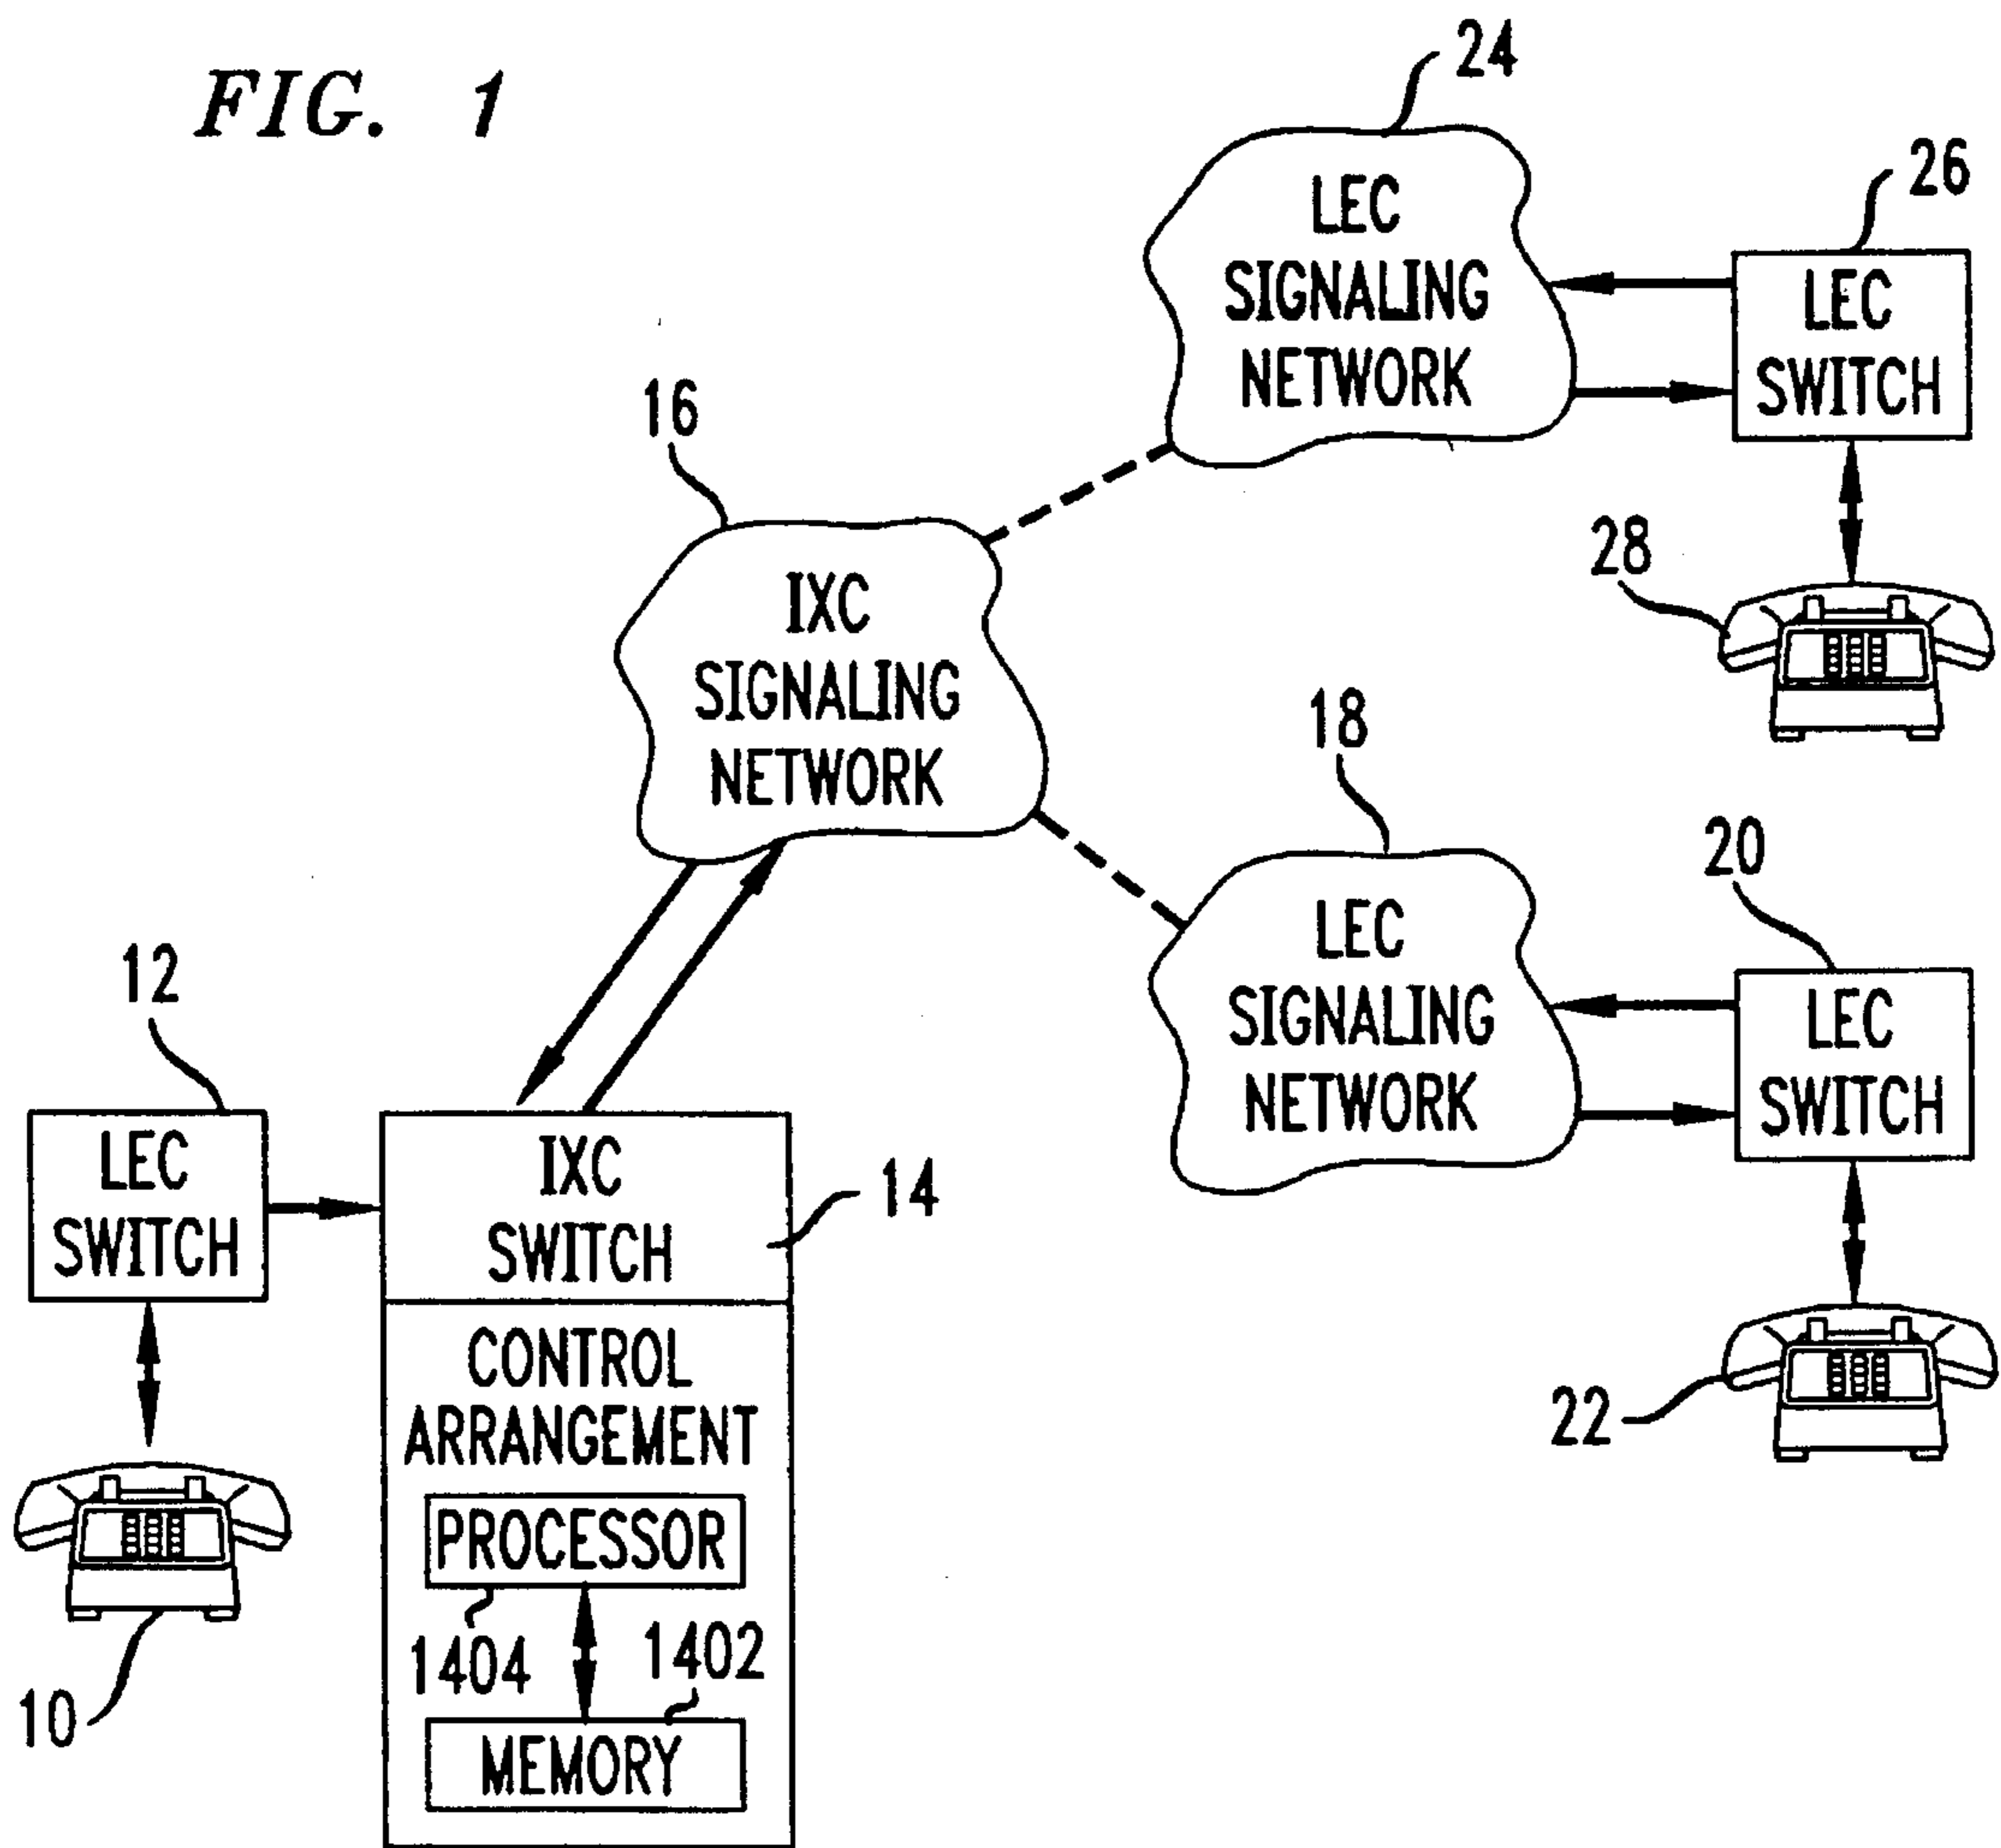 FIG. 1
24
LEC
SIGNALING
NETWORK
26
LEC
SWITCH
28
16
IXC
SIGNALING
NETWORK
18
LEC
SIGNALING
NETWORK
20
LEC
SWITCH
22
12
LEC
SWITCH
10
IXC
SWITCH
14
CONTROL
ARRANGEMENT
PROCESSOR
1404
1402
MEMORY